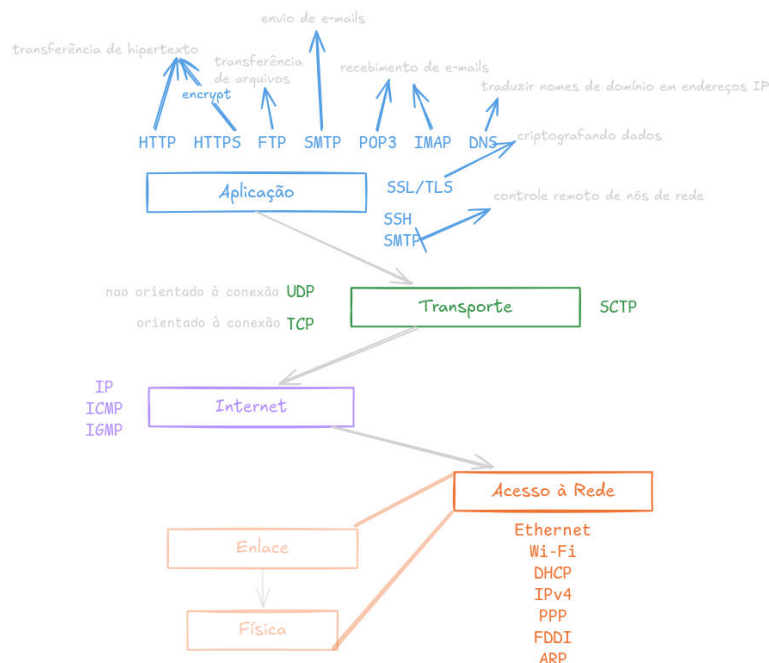 envio de e-mails
transferência de hipertexto
transferência
de arquivos
recebimento de e-mails
traduzir nomes de domínio em endereços IP
encrypt
HTTP HTTPS FTP SMTP POP3 IMAP DNS
criptografando dados
Aplicação
SSL/TLS
controle remoto de nós de rede
SSH
SMTP
nao orientado à conexão UDP
Transporte
SCTP
orientado à conexão TCP
IP
ICMP
IGMP
Internet
Acesso à Rede
Ethernet
Wi-Fi
DHCP
IPv4
PPP
FDDI
ARP
Enlace
Física